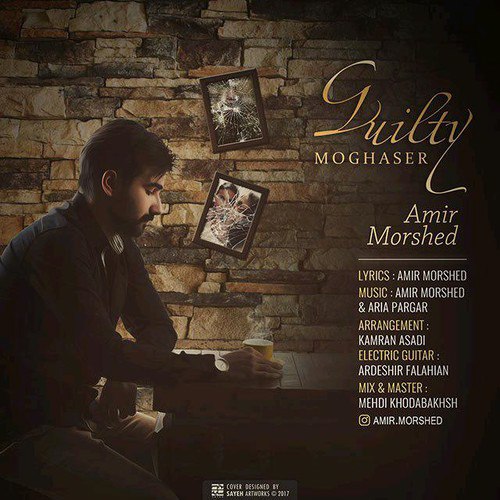 Guilty
MOGHASER
Amir
Morshed
LYRICS : AMIR MORSHED
MUSIC : AMIR MORSHED
& ARIA PARGAR
ARRANGEMENT :
KAMRAN ASADI
ELECTRIC GUITAR :
ARDESHIR FALAHIAN
MIX & MASTER :
MEHDI KHODABAKHSH
AMIR.MORSHED
COVER DESIGNED BY
SAYEH ARTWORKS © 2017